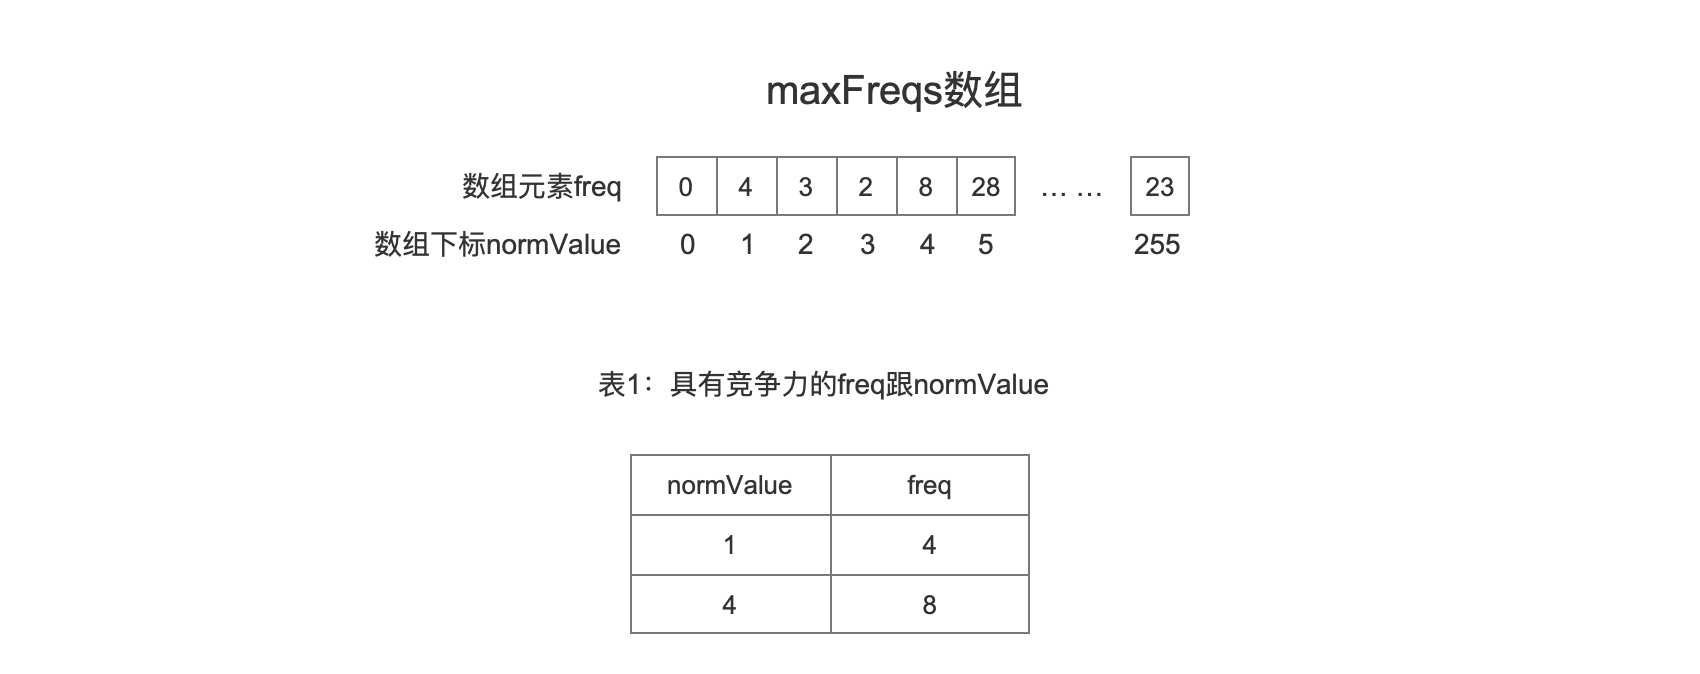 maxFreqs数组
数组元素freq 0 4 3 2 8 28 … … 23
数组下标normValue 0 1 2 3 4 5 255
表1：具有竞争力的freq跟normValue
normValue freq
1 4
4 8